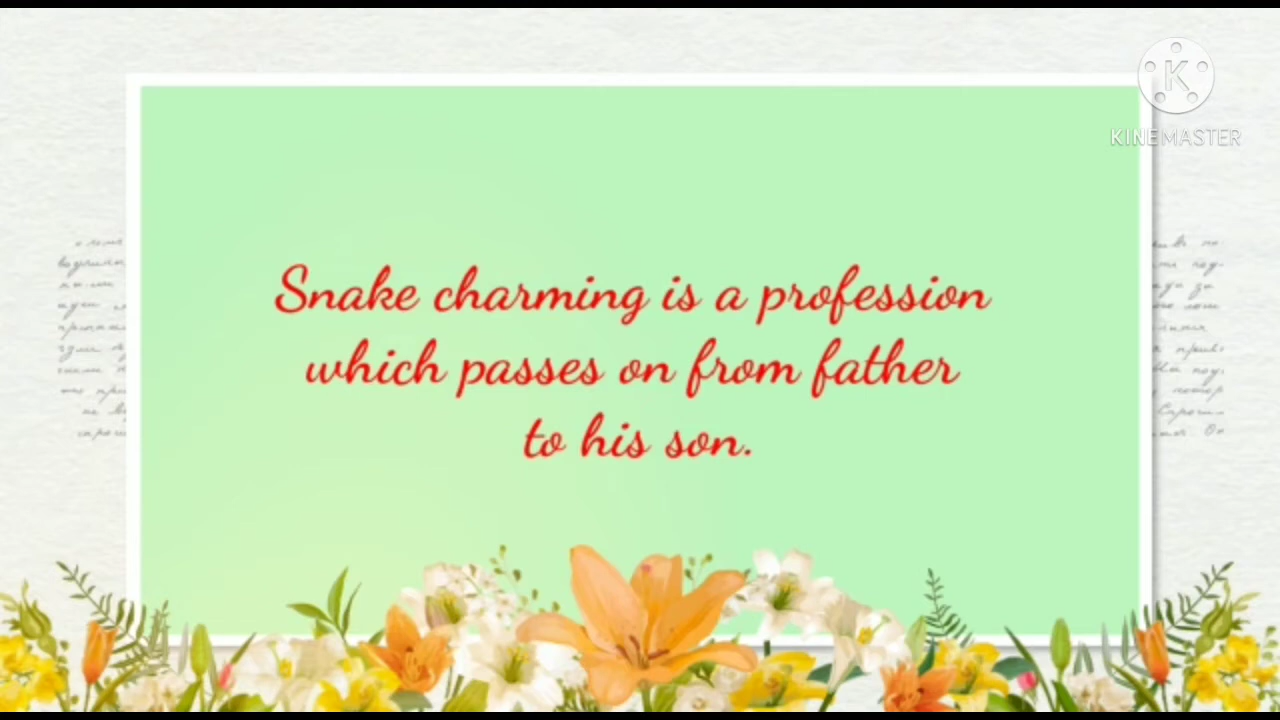 KINEMASTER
Snake charming is a profession
which passes on from father
to his son.